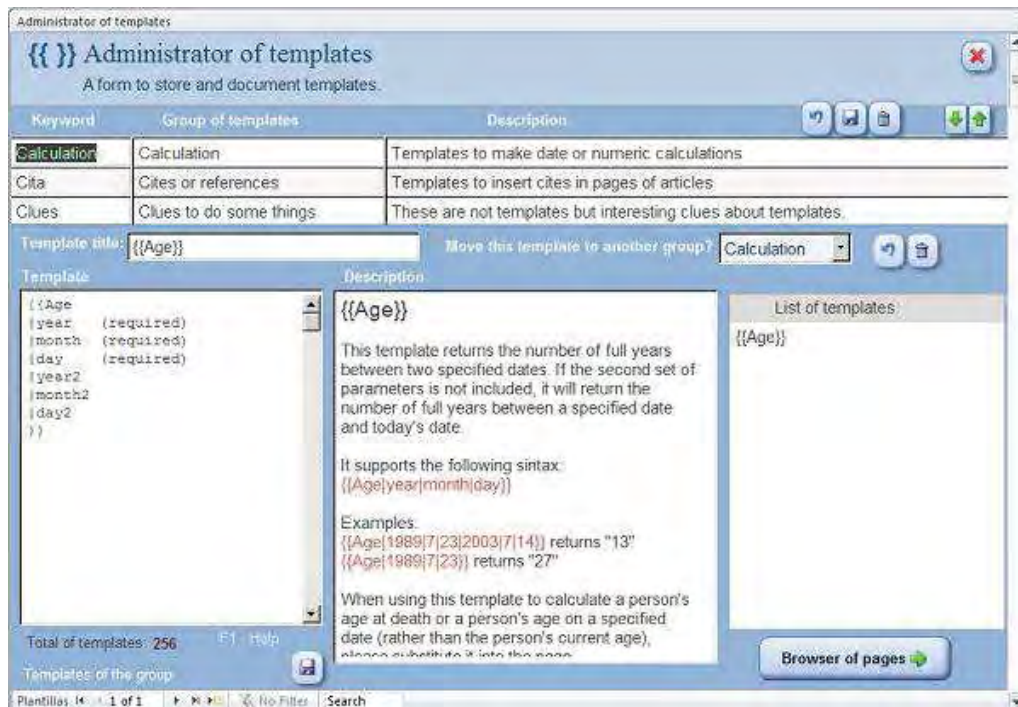 Administrator of templates
{{ }} Administrator of templates
A form to store and document templates.
Keyword Group of templates Description
Calculation Calculation Templates to make date or numeric calculations
Cita Cites or references Templates to insert cites in pages of articles
Clues Clues to do some things These are not templates but interesting clues about templates.
Template title: {{Age}} Move this template to another group? Calculation
Template
{{Age
|year (required)
|month (required)
|day (required)
|year2
|month2
|day2
}}
Description
{{Age}}
This template returns the number of full years
between two specified dates. If the second set of
parameters is not included, it will return the
number of full years between a specified date
and today's date.
It supports the following sintax:
{{Age|year|month|day}}
Examples.
{{Age|1989|7|23|2003|7|14}} returns "13"
{{Age|1989|7|23}} returns "27"
When using this template to calculate a person's
age at death or a person's age on a specified
date (rather than the person's current age),
please substitute it into the page
List of templates
{{Age}}
Total of templates: 256 F1 - Help
Templates of the group
Browser of pages
Plantillas 1 of 1 No Filter Search